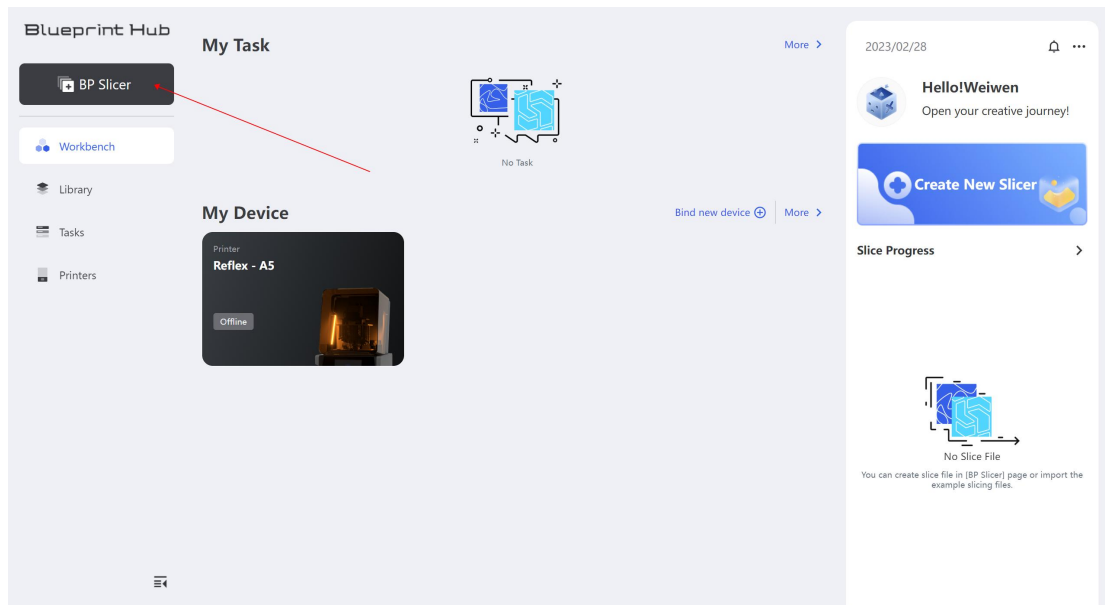 Blueprint Hub
BP Slicer
Workbench
Library
Tasks
Printers
My Task
More >
No Task
My Device
Bind new device
More >
Printer
Reflex - A5
Offline
2023/02/28
Hello!Weiwen
Open your creative journey!
Create New Slicer
Slice Progress >
No Slice File
You can create slice file in [BP Slicer] page or import the
example slicing files.